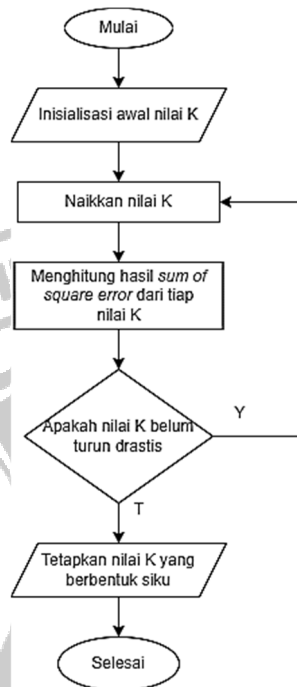 Mulai
Inisialisasi awal nilai K
Naikkan nilai K
Menghitung hasil sum of
square error dari tiap
nilai K
Apakah nilai K belum
turun drastis
Y
T
Tetapkan nilai K yang
berbentuk siku
Selesai